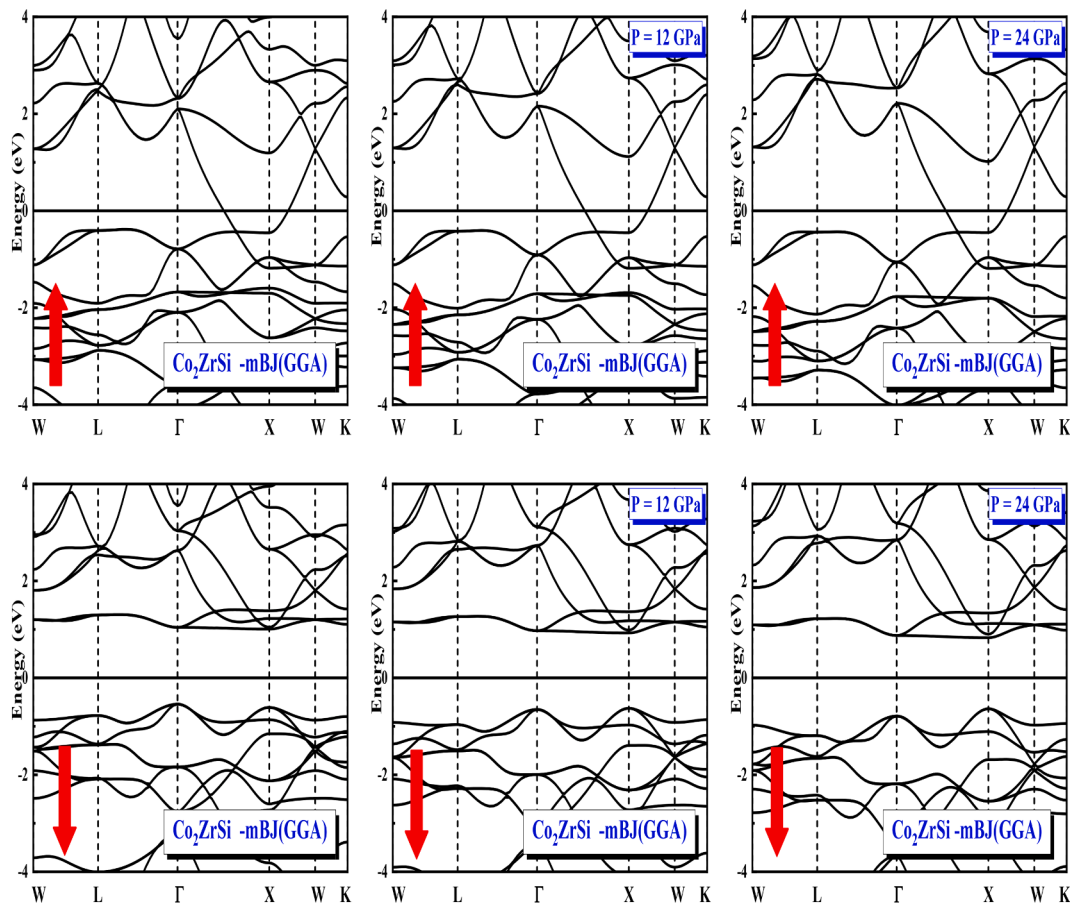 4
4
4
P = 12 GPa
P = 24 GPa
2
2
2
Energy (eV)
Energy (eV)
Energy (eV)
0
0
0
-2
-2
-2
Co₂ZrSi -mBJ(GGA)
Co₂ZrSi -mBJ(GGA)
Co₂ZrSi -mBJ(GGA)
-4
-4
-4
W L Γ X W K
W L Γ X W K
W L Γ X W K
4
4
4
P = 12 GPa
P = 24 GPa
2
2
2
Energy (eV)
Energy (eV)
Energy (eV)
0
0
0
-2
-2
-2
Co₂ZrSi -mBJ(GGA)
Co₂ZrSi -mBJ(GGA)
Co₂ZrSi -mBJ(GGA)
-4
-4
-4
W L Γ X W K
W L Γ X W K
W L Γ X W K